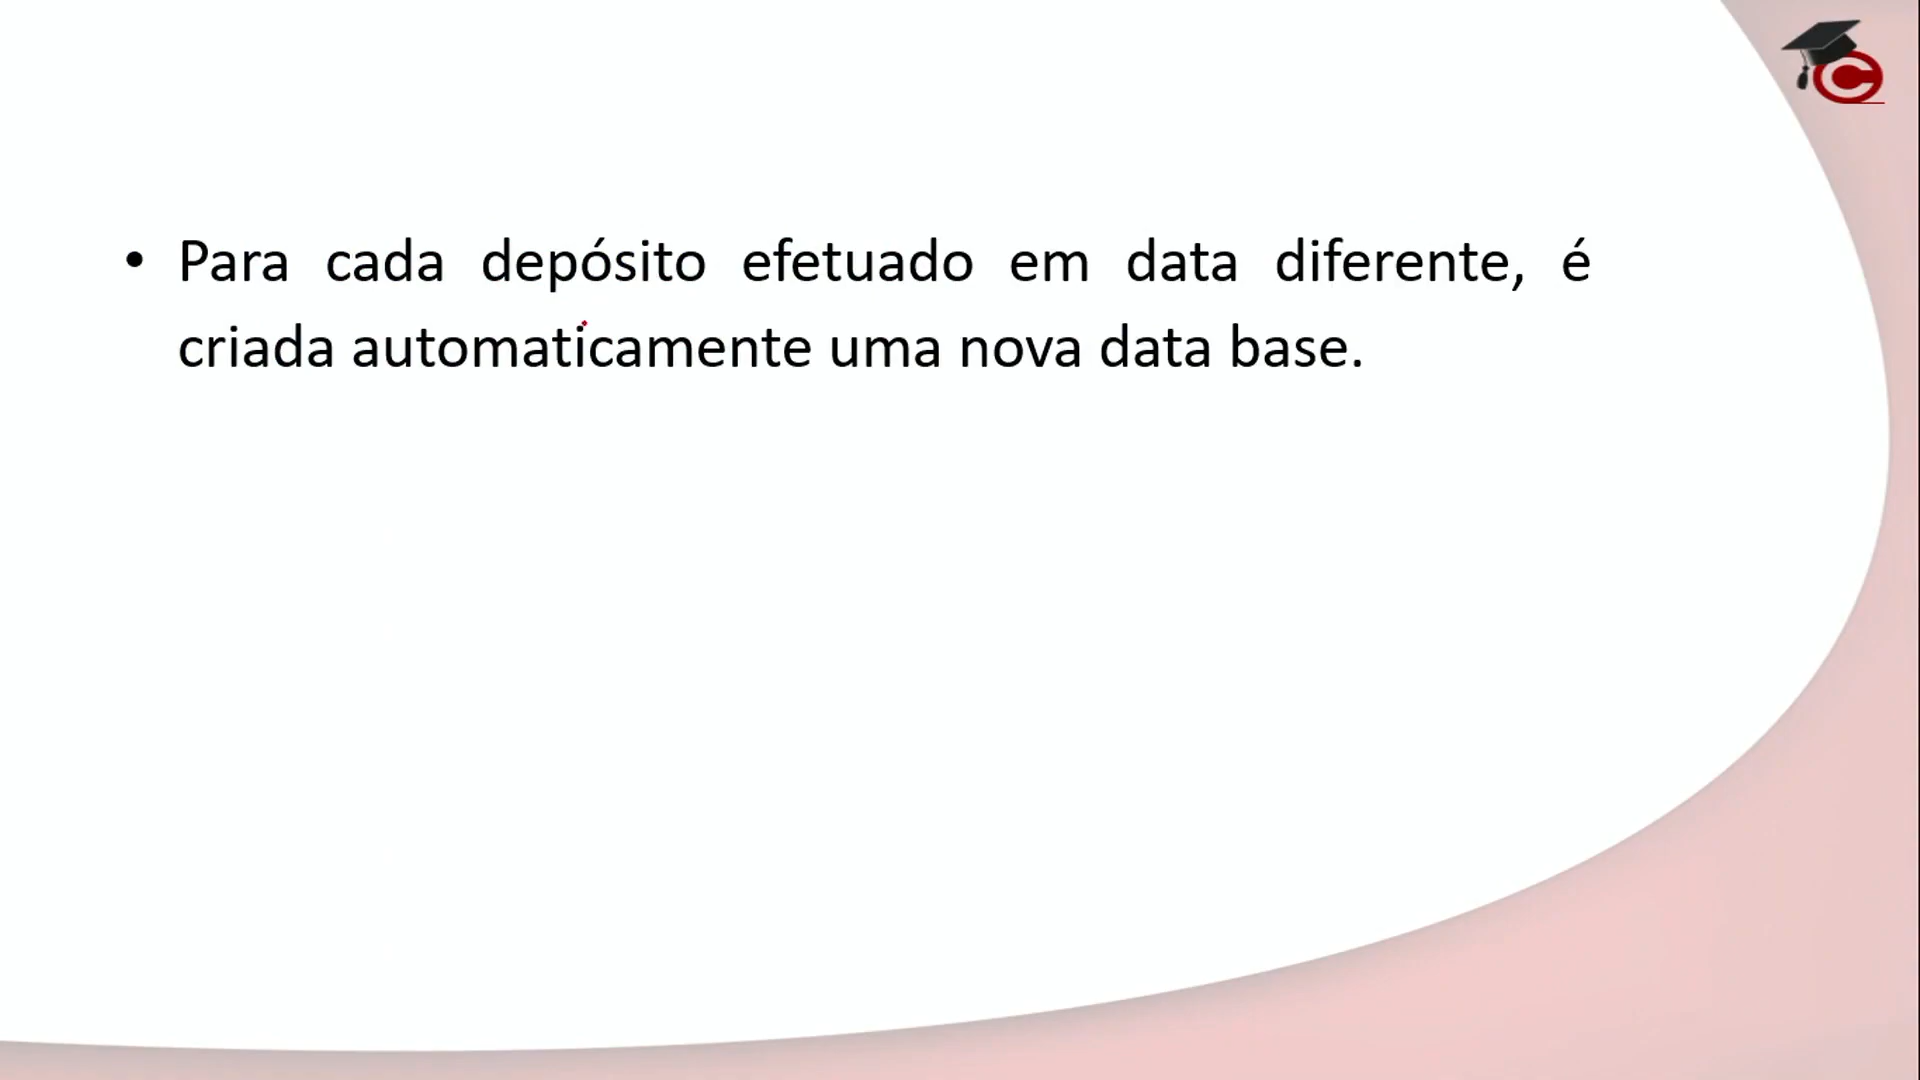 • Para cada depósito efetuado em data diferente, é
criada automaticamente uma nova data base.